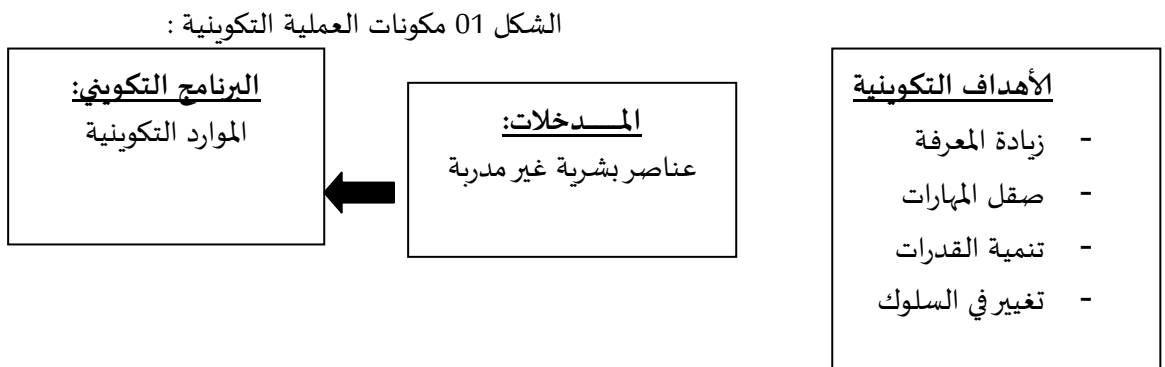 الشكل 01 مكونات العملية التكوينية :
الأهداف التكوينية
- زيادة المعرفة
- صقل المهارات
- تنمية القدرات
- تغيير في السلوك
المـــــدخلات:
عناصر بشرية غير مدربة
البرنامج التكويني:
الموارد التكوينية